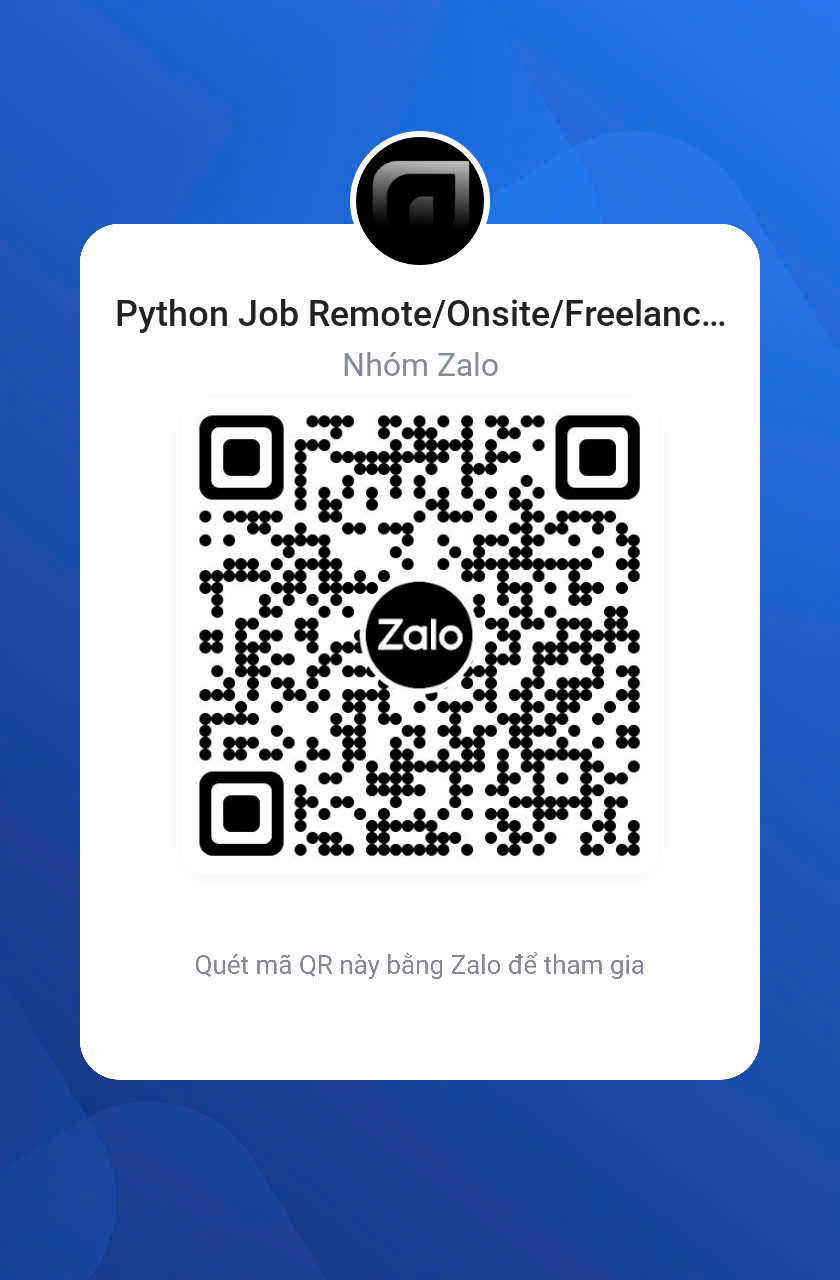 Python Job Remote/Onsite/Freelanc...
Nhóm Zalo
Zalo
Quét mã QR này bằng Zalo để tham gia